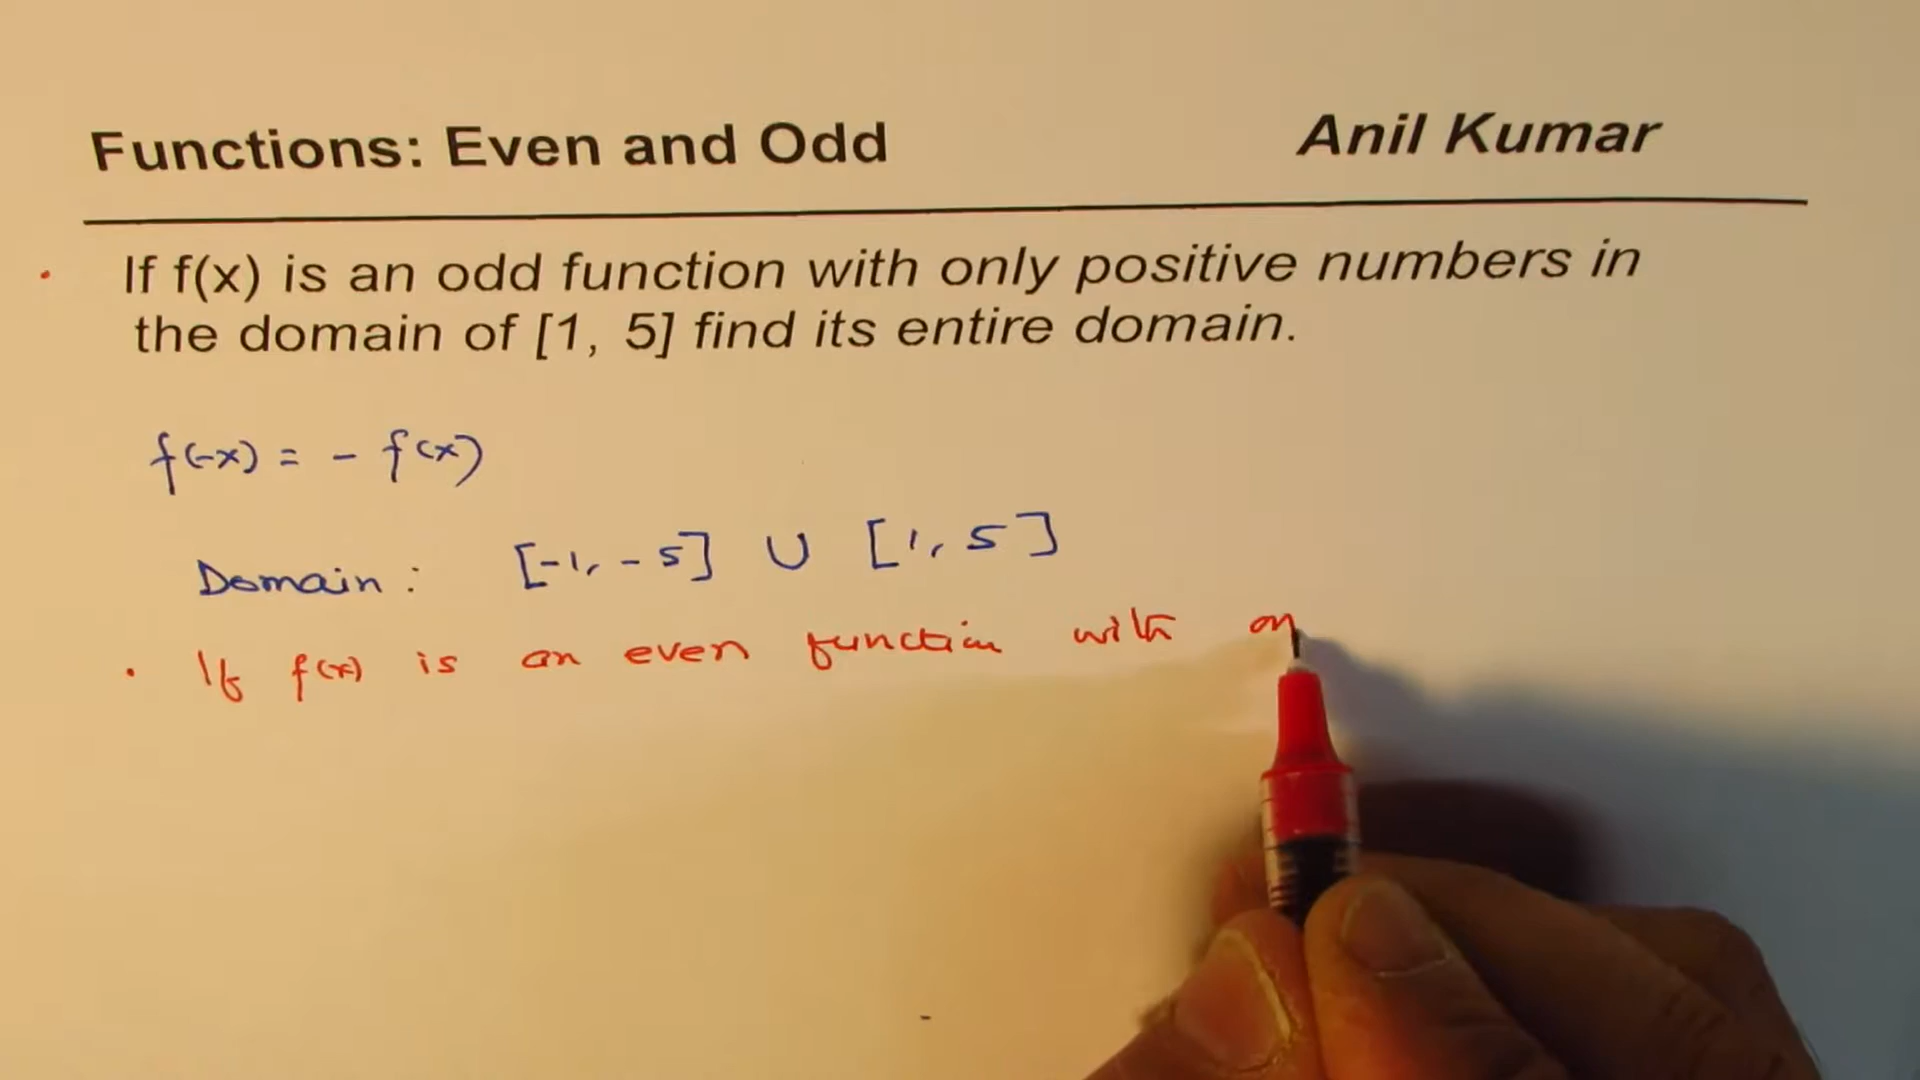 Functions: Even and Odd Anil Kumar
If f(x) is an odd function with only positive numbers in
the domain of [1, 5] find its entire domain.
f(-x) = - f(x)
Domain : [-1, -5] ∪ [1, 5]
. If f(x) is an even function with on